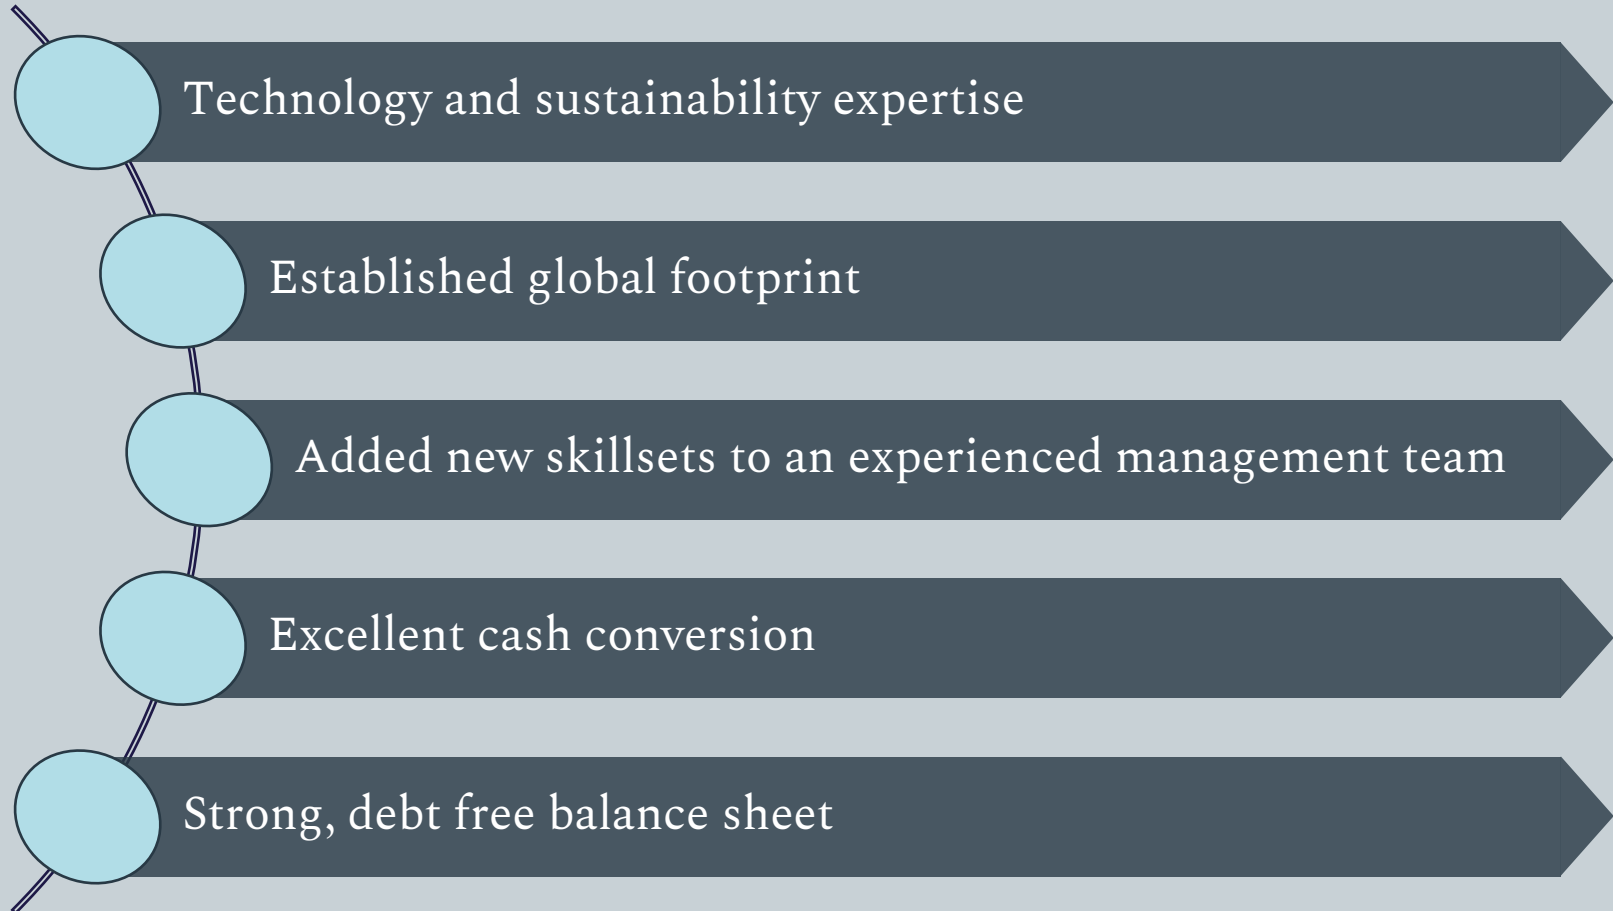 Technology and sustainability expertise
Established global footprint
Added new skillsets to an experienced management team
Excellent cash conversion
Strong, debt free balance sheet